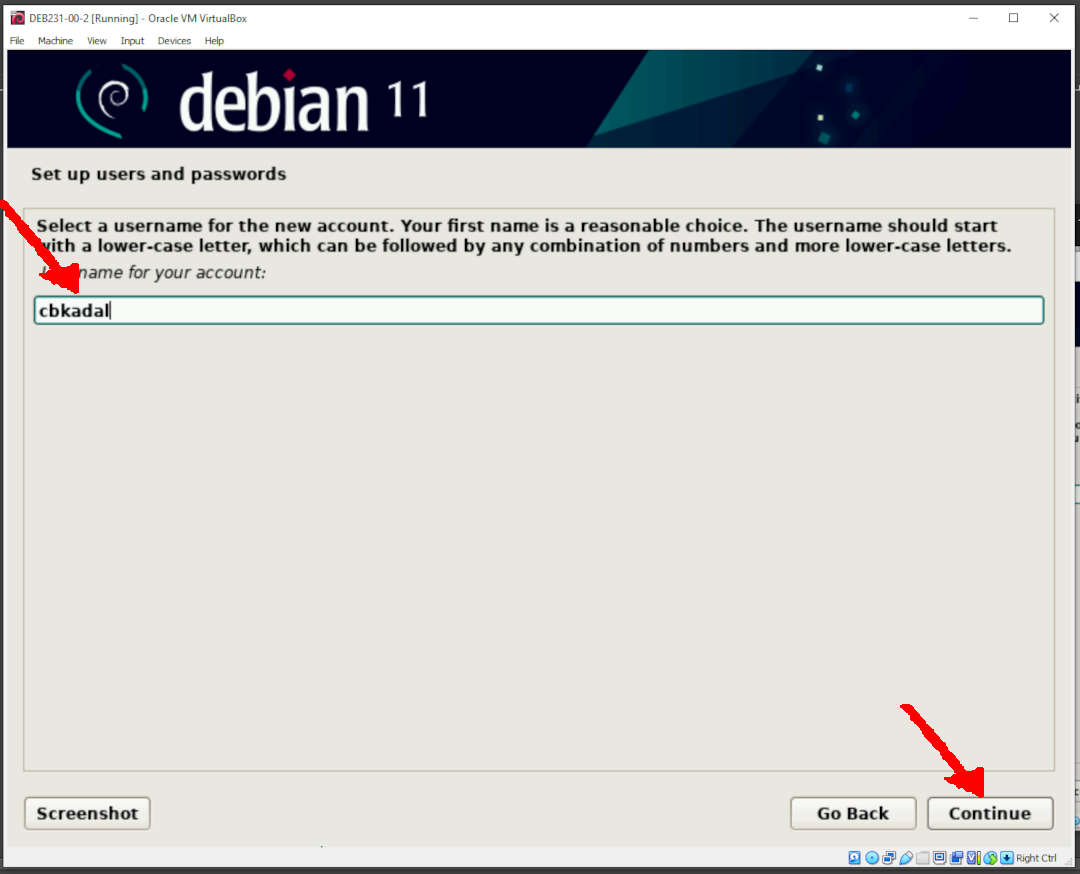 DEB231-00-2 [Running] - Oracle VM VirtualBox
File Machine View Input Devices Help
debian 11
Set up users and passwords
Select a username for the new account. Your first name is a reasonable choice. The username should start
with a lower-case letter, which can be followed by any combination of numbers and more lower-case letters.
name for your account:
cbkadal
Screenshot
Go Back
Continue
Right Ctrl